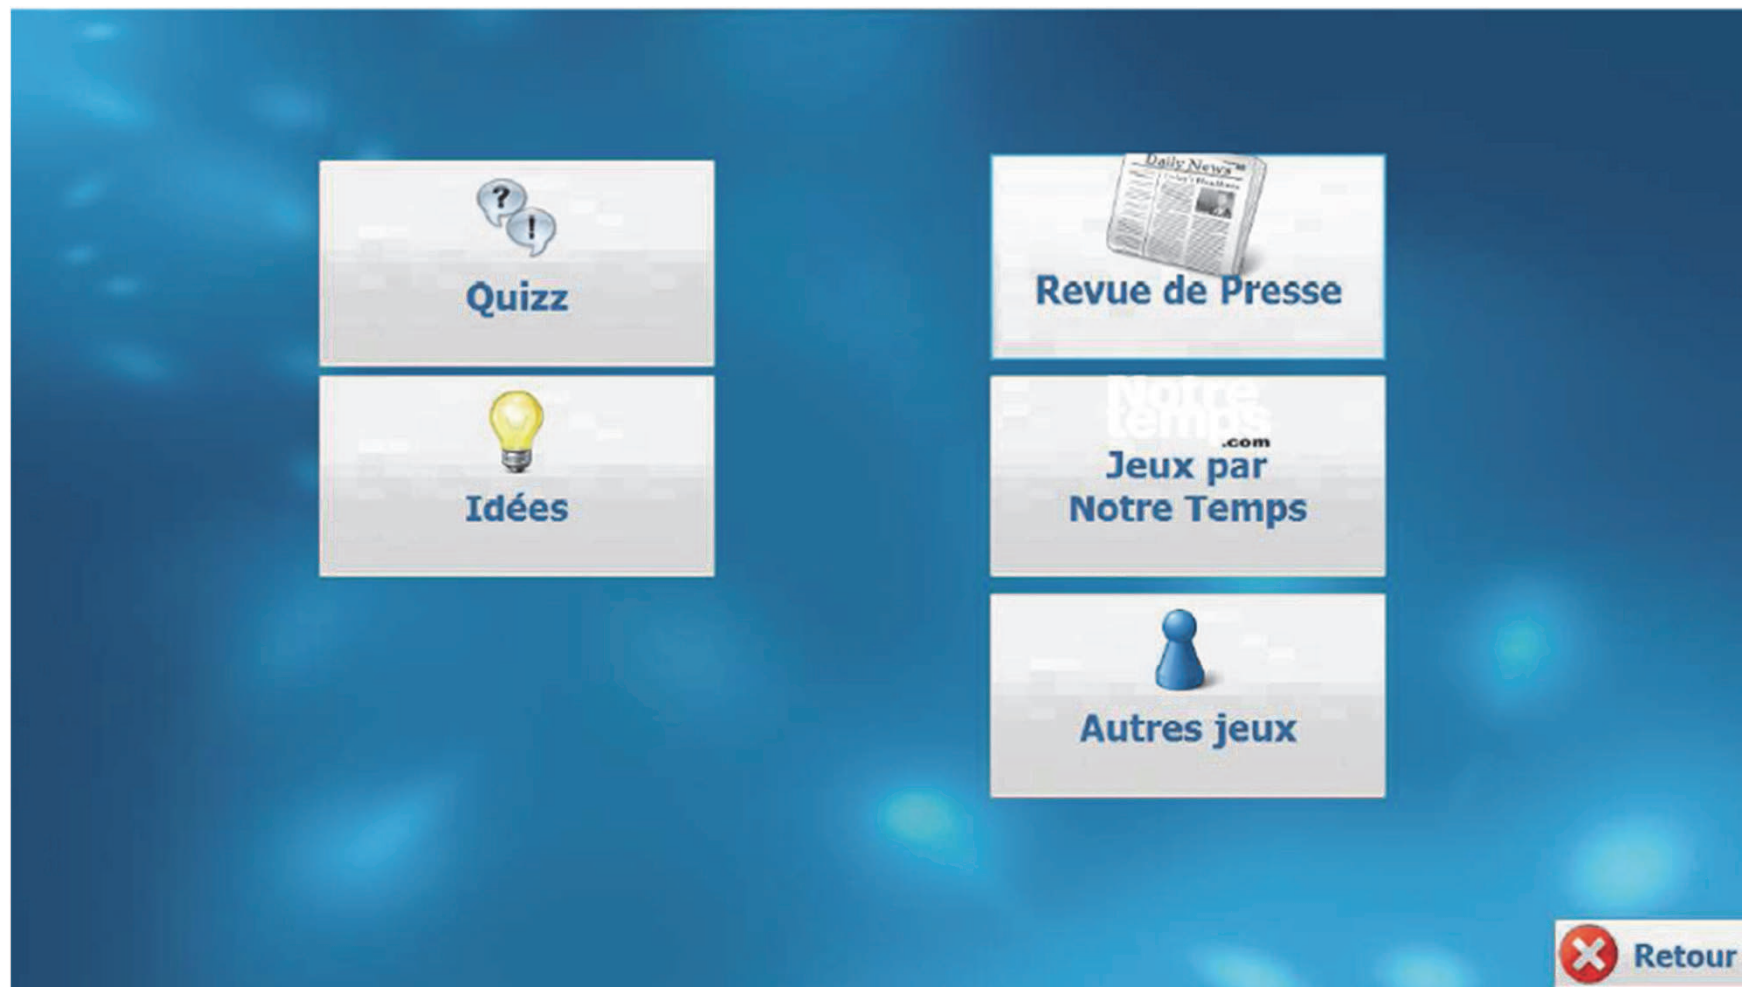 ?
!
Quizz
Idées
Daily News
Revue de Presse
Notre
temps
.com
Jeux par
Notre Temps
Autres jeux
Retour